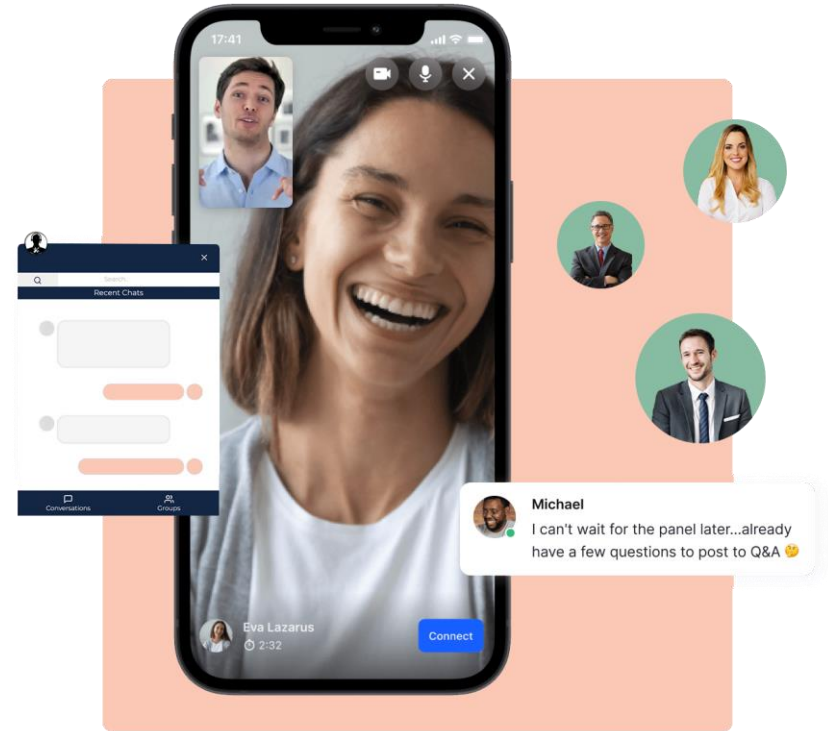 17:41
Search...
Recent Chats
Conversations
Groups
Michael
I can't wait for the panel later...already
have a few questions to post to Q&A 🤔
Eva Lazarus
2:32
Connect